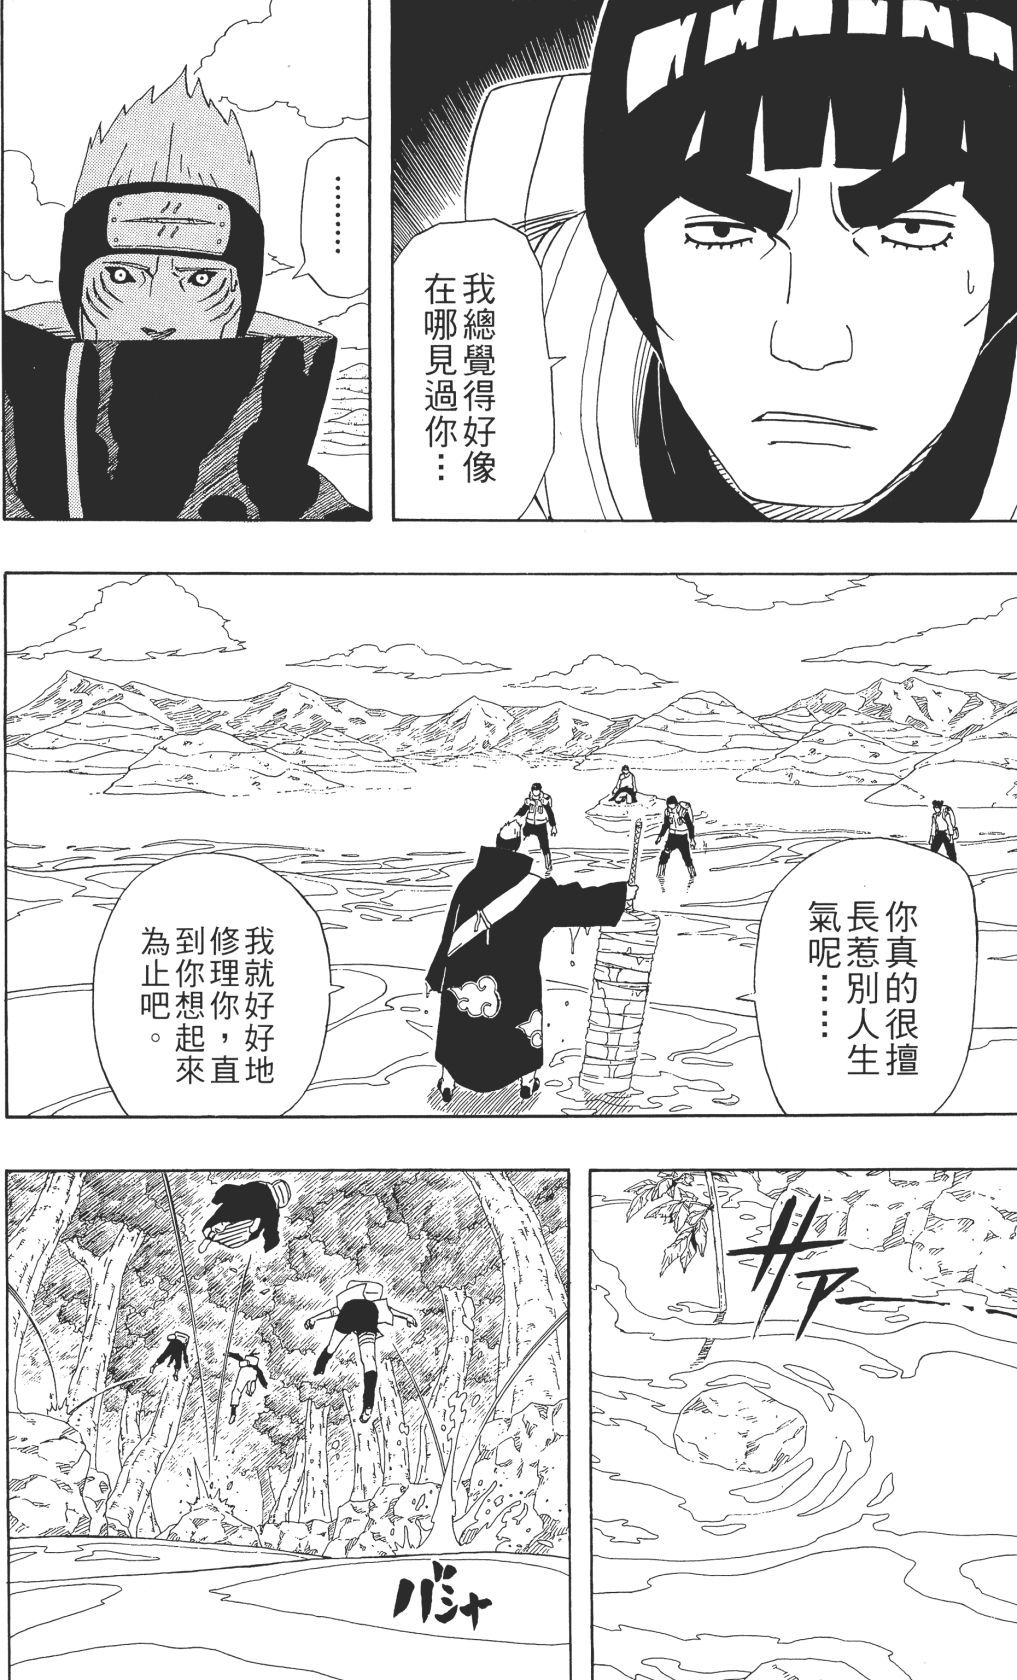 我總覺得好像
在哪見過你⋯
⋯⋯⋯
你真的很擅
長惹別人生
氣呢⋯⋯
我就好好地
修理你，直
到你想起來
為止吧。
ザァー
バシャ